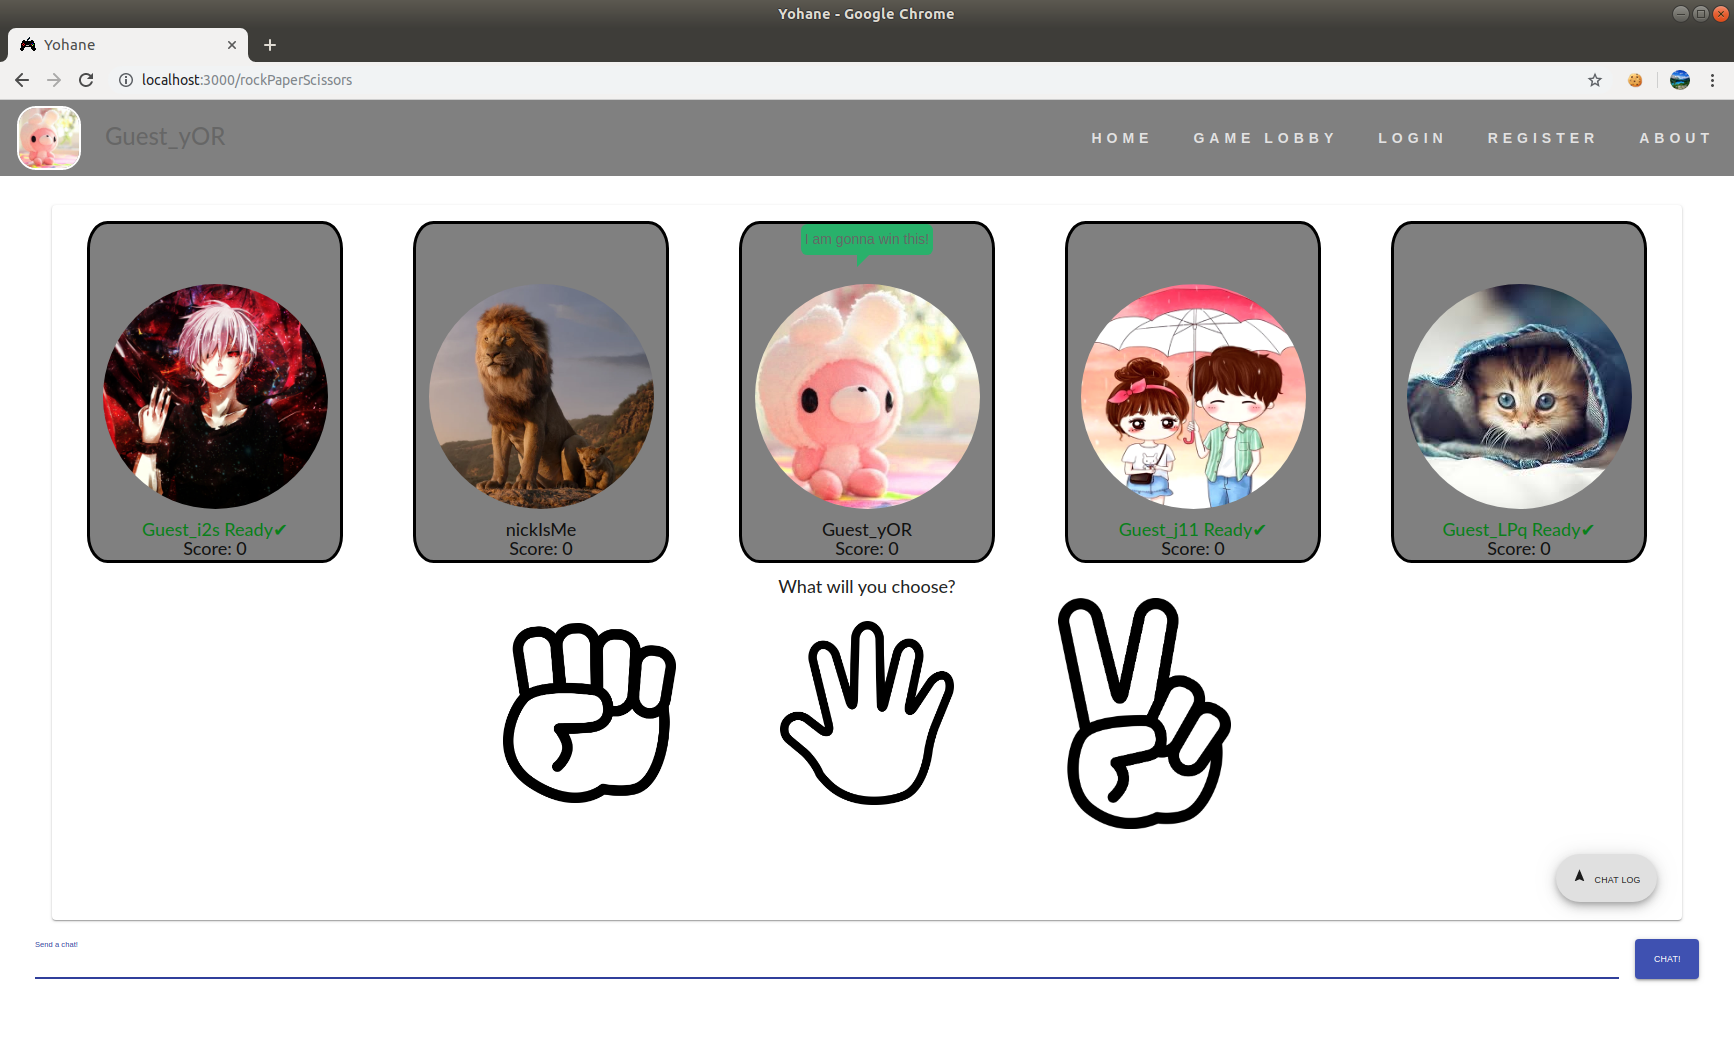 Yohane - Google Chrome
Yohane
localhost:3000/rockPaperScissors
Guest_yOR
HOME
GAME LOBBY
LOGIN
REGISTER
ABOUT
I am gonna win this!
Guest_i2s Ready✔
Score: 0
nickIsMe
Score: 0
Guest_yOR
Score: 0
Guest_j11 Ready✔
Score: 0
Guest_LPq Ready✔
Score: 0
What will you choose?
CHAT LOG
Send a chat!
CHAT!